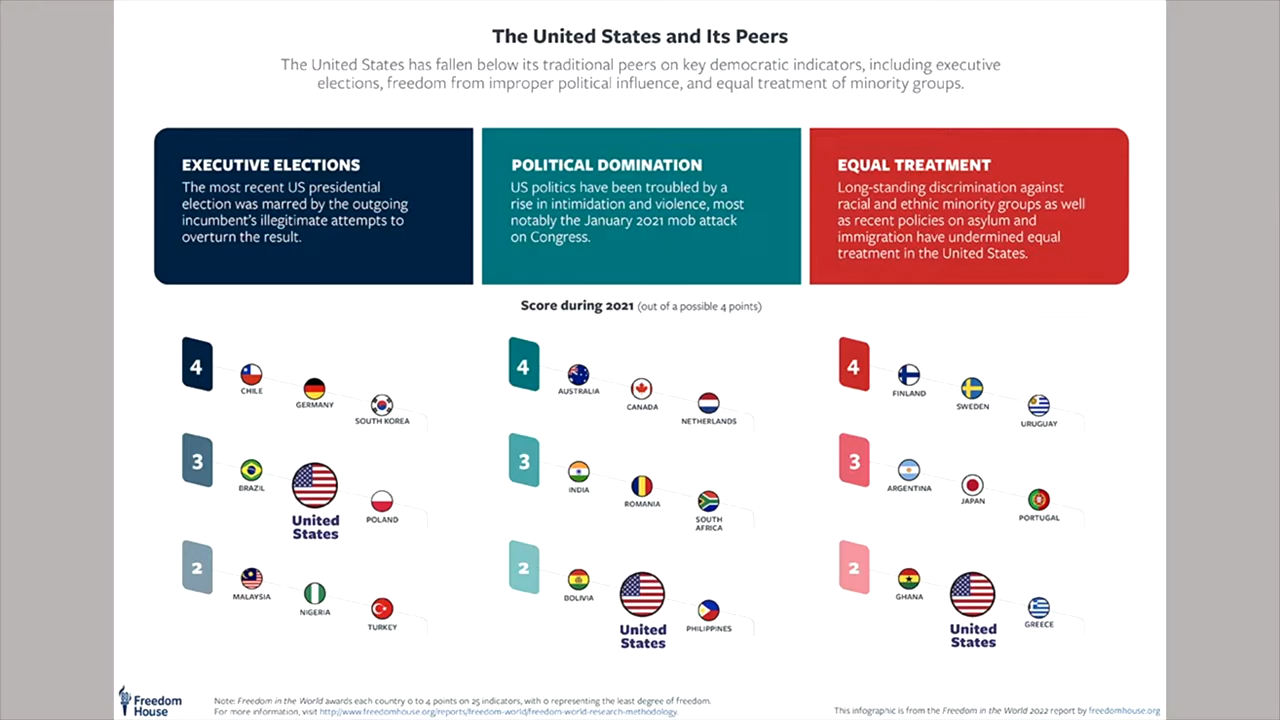 The United States and Its Peers
The United States has fallen below its traditional peers on key democratic indicators, including executive
elections, freedom from improper political influence, and equal treatment of minority groups.
EXECUTIVE ELECTIONS
The most recent US presidential
election was marred by the outgoing
incumbent's illegitimate attempts to
overturn the result.
POLITICAL DOMINATION
US politics have been troubled by a
rise in intimidation and violence, most
notably the January 2021 mob attack
on Congress.
EQUAL TREATMENT
Long-standing discrimination against
racial and ethnic minority groups as well
as recent policies on asylum and
immigration have undermined equal
treatment in the United States.
Score during 2021 (out of a possible 4 points)
4
CHILE
GERMANY
SOUTH KOREA
3
BRAZIL
United
States
POLAND
2
MALAYSIA
NIGERIA
TURKEY
4
AUSTRALIA
CANADA
NETHERLANDS
3
INDIA
ROMANIA
SOUTH
AFRICA
2
BOLIVIA
United
States
PHILIPPINES
4
FINLAND
SWEDEN
URUGUAY
3
ARGENTINA
JAPAN
PORTUGAL
2
GHANA
United
States
GREECE
Freedom
House
Note: Freedom in the World awards each country 0 to 4 points on 25 indicators, with 0 representing the least degree of freedom.
For more information, visit http://www.freedomhouse.org/reports/freedom-world/freedom-world-research-methodology.
This infographic is from the Freedom in the World 2022 report by freedomhouse.org